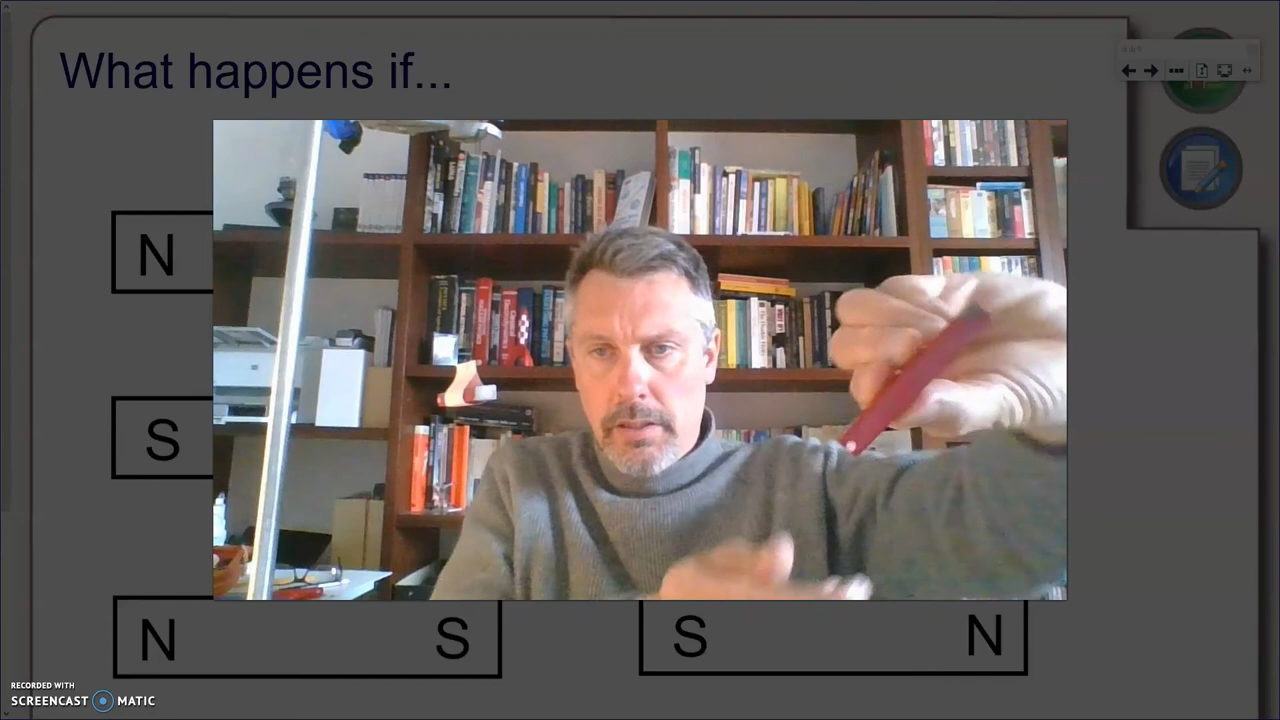 What happens if...
N
S
N S S N
RECORDED WITH
SCREENCAST MATIC